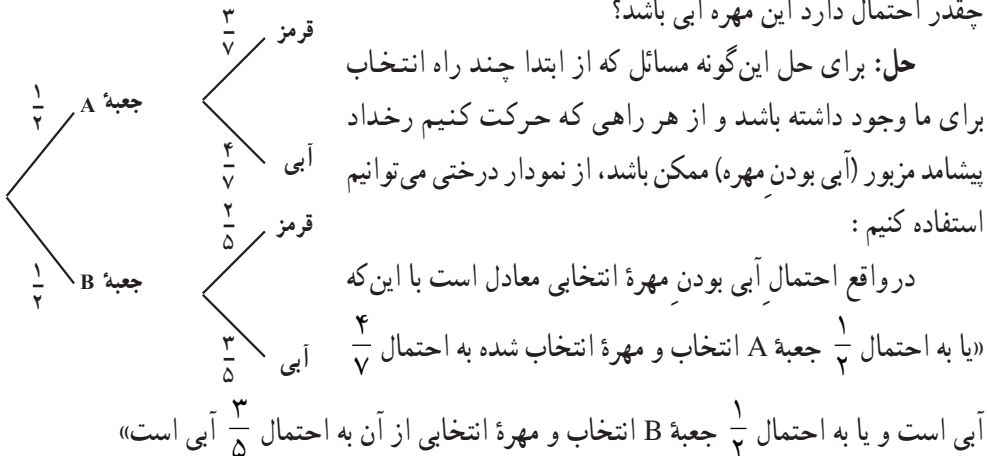 چقدر احتمال دارد این مهره آبی باشد؟
حل: برای حل این‌گونه مسائل که از ابتدا چند راه انتخاب
برای ما وجود داشته باشد و از هر راهی که حرکت کنیم رخداد
پیشامد مزبور (آبی بودنِ مهره) ممکن باشد، از نمودار درختی می‌توانیم
استفاده کنیم :
درواقع احتمالِ آبی بودنِ مهرهٔ انتخابی معادل است با این‌که
«یا به احتمال ۱/۲ جعبهٔ A انتخاب و مهرهٔ انتخاب شده به احتمال ۴/۷
آبی است و یا به احتمال ۱/۲ جعبهٔ B انتخاب و مهرهٔ انتخابی از آن به احتمال ۳/۵ آبی است»
۱/۲ جعبهٔ A
۳/۷ قرمز
۴/۷ آبی
۱/۲ جعبهٔ B
۲/۵ قرمز
۳/۵ آبی